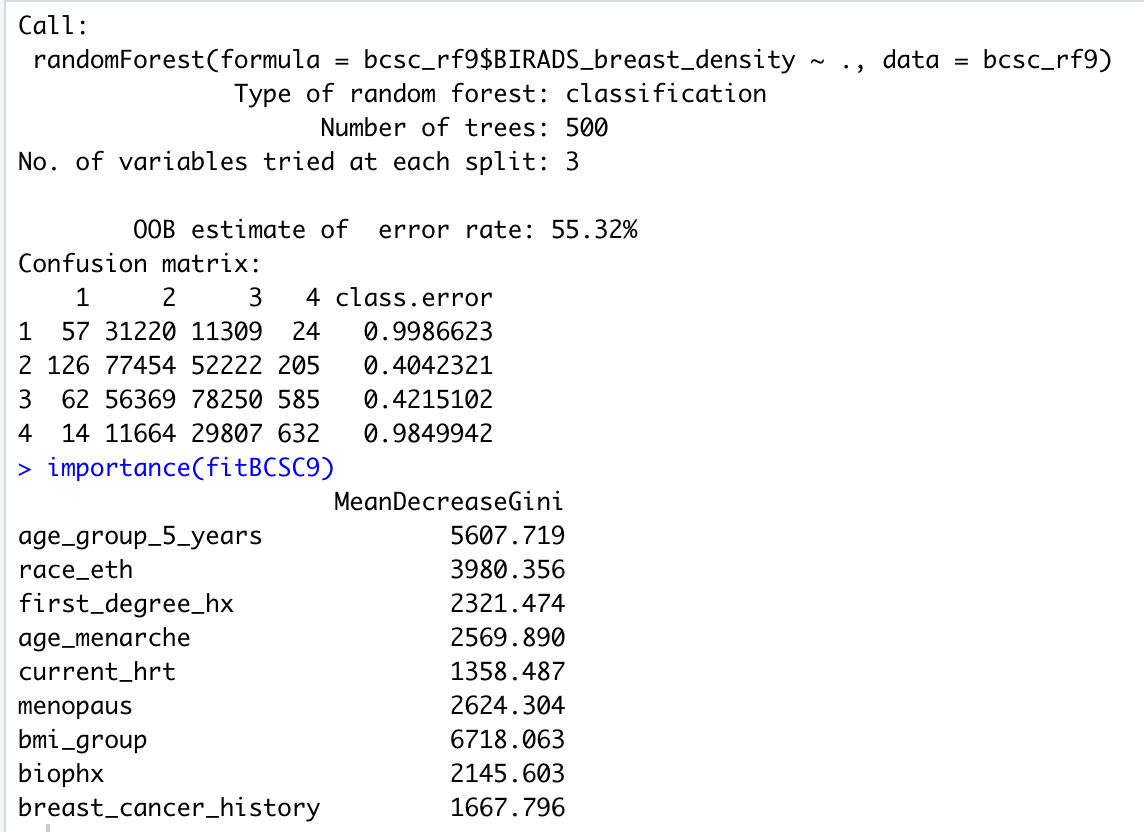 Call:
 randomForest(formula = bcsc_rf9$BIRADS_breast_density ~ ., data = bcsc_rf9)
               Type of random forest: classification
                     Number of trees: 500
No. of variables tried at each split: 3

        OOB estimate of  error rate: 55.32%
Confusion matrix:
    1     2     3   4 class.error
1  57 31220 11309  24   0.9986623
2 126 77454 52222 205   0.4042321
3  62 56369 78250 585   0.4215102
4  14 11664 29807 632   0.9849942
> importance(fitBCSC9)
                      MeanDecreaseGini
age_group_5_years             5607.719
race_eth                      3980.356
first_degree_hx               2321.474
age_menarche                  2569.890
current_hrt                   1358.487
menopaus                      2624.304
bmi_group                     6718.063
biophx                        2145.603
breast_cancer_history         1667.796